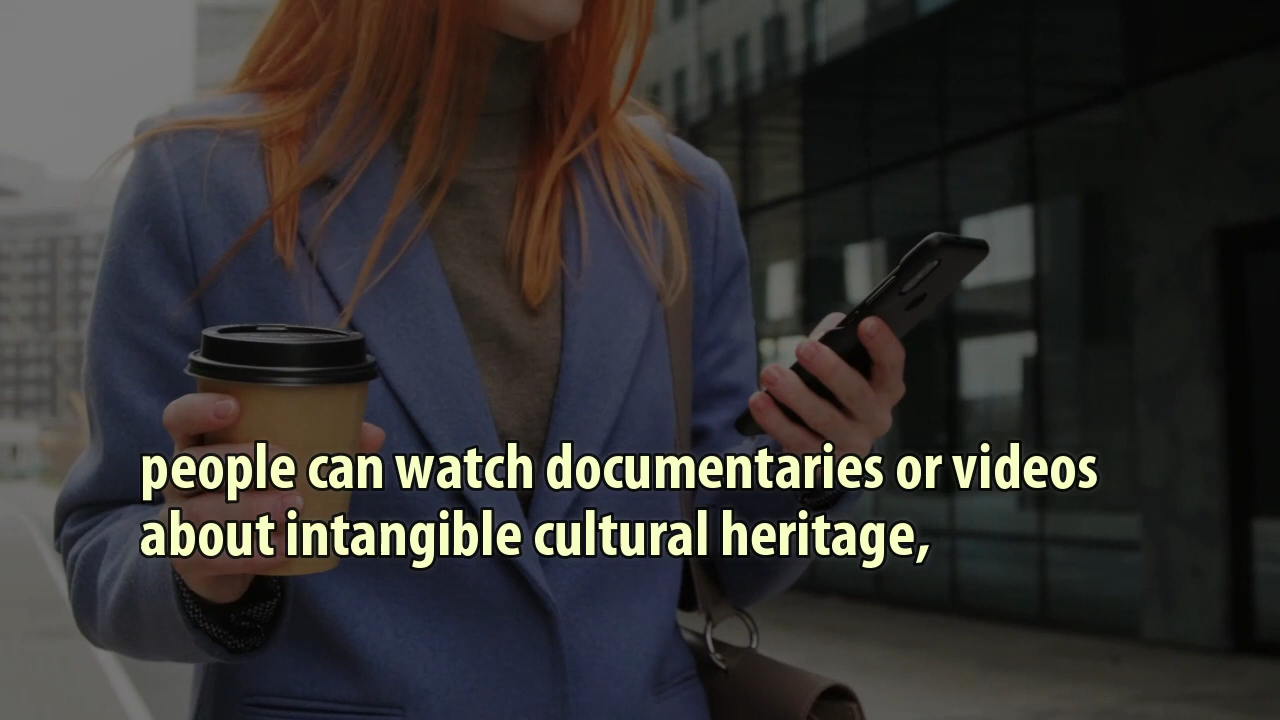 people can watch documentaries or videos
about intangible cultural heritage,